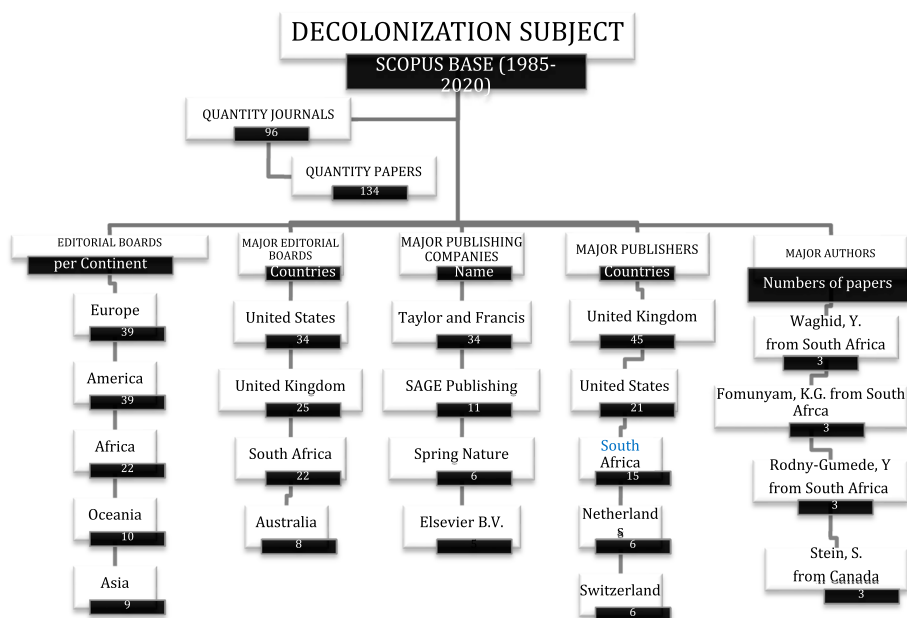 DECOLONIZATION SUBJECT
SCOPUS BASE (1985-
2020)
QUANTITY JOURNALS
96
QUANTITY PAPERS
134
EDITORIAL BOARDS
per Continent
Europe
39
America
39
Africa
22
Oceania
10
Asia
9
MAJOR EDITORIAL
BOARDS
Countries
United States
34
United Kingdom
25
South Africa
22
Australia
8
MAJOR PUBLISHING
COMPANIES
Name
Taylor and Francis
34
SAGE Publishing
11
Spring Nature
6
Elsevier B.V.
MAJOR PUBLISHERS
Countries
United Kingdom
45
United States
21
South
Africa
15
Netherland
s
6
Switzerland
6
MAJOR AUTHORS
Numbers of papers
Waghid, Y.
from South Africa
3
Fomunyam, K.G. from South
Afrca
3
Rodny-Gumede, Y
from South Africa
3
Stein, S.
from Canada
3